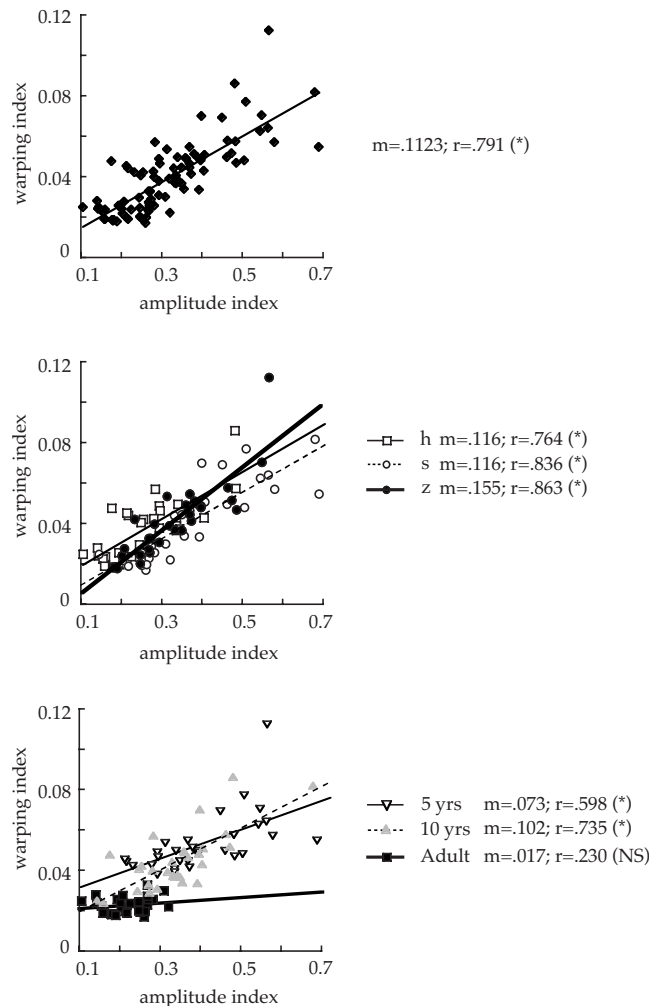 0.12
0.08
0.04
0
warping index
0.1 0.3 0.5 0.7
amplitude index
m=.1123; r=.791 (*)
0.12
0.08
0.04
0
warping index
0.1 0.3 0.5 0.7
amplitude index
h m=.116; r=.764 (*)
s m=.116; r=.836 (*)
z m=.155; r=.863 (*)
0.12
0.08
0.04
0
warping index
0.1 0.3 0.5 0.7
amplitude index
5 yrs m=.073; r=.598 (*)
10 yrs m=.102; r=.735 (*)
Adult m=.017; r=.230 (NS)